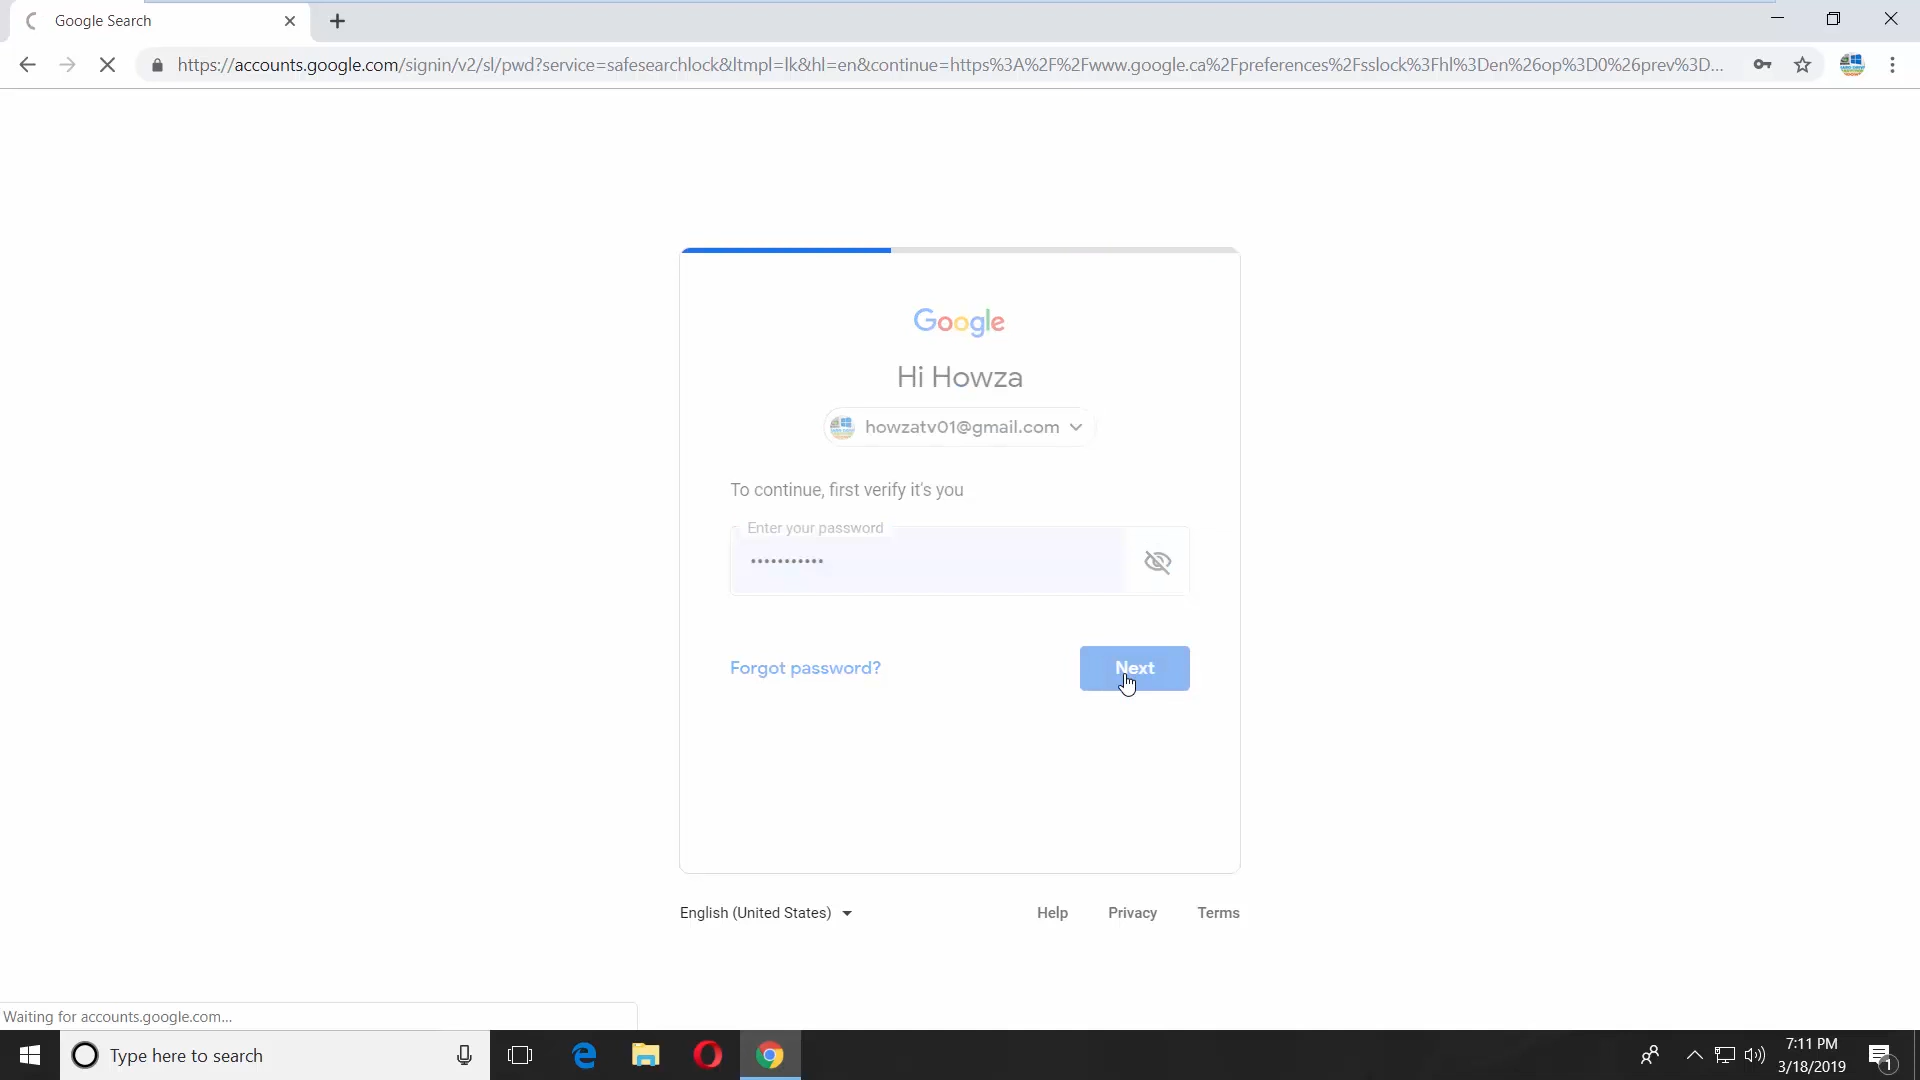 Google Search
https://accounts.google.com/signin/v2/sl/pwd?service=safesearchlock&ltmpl=lk&hl=en&continue=https%3A%2F%2Fwww.google.ca%2Fpreferences%2Fsslock%3Fhl%3Den%26op%3D0%26prev%3D...
Google
Hi Howza
howzatv01@gmail.com
To continue, first verify it's you
Enter your password
•••••••••••
Forgot password?
Next
English (United States)
Help
Privacy
Terms
Waiting for accounts.google.com...
Type here to search
7:11 PM
3/18/2019
1